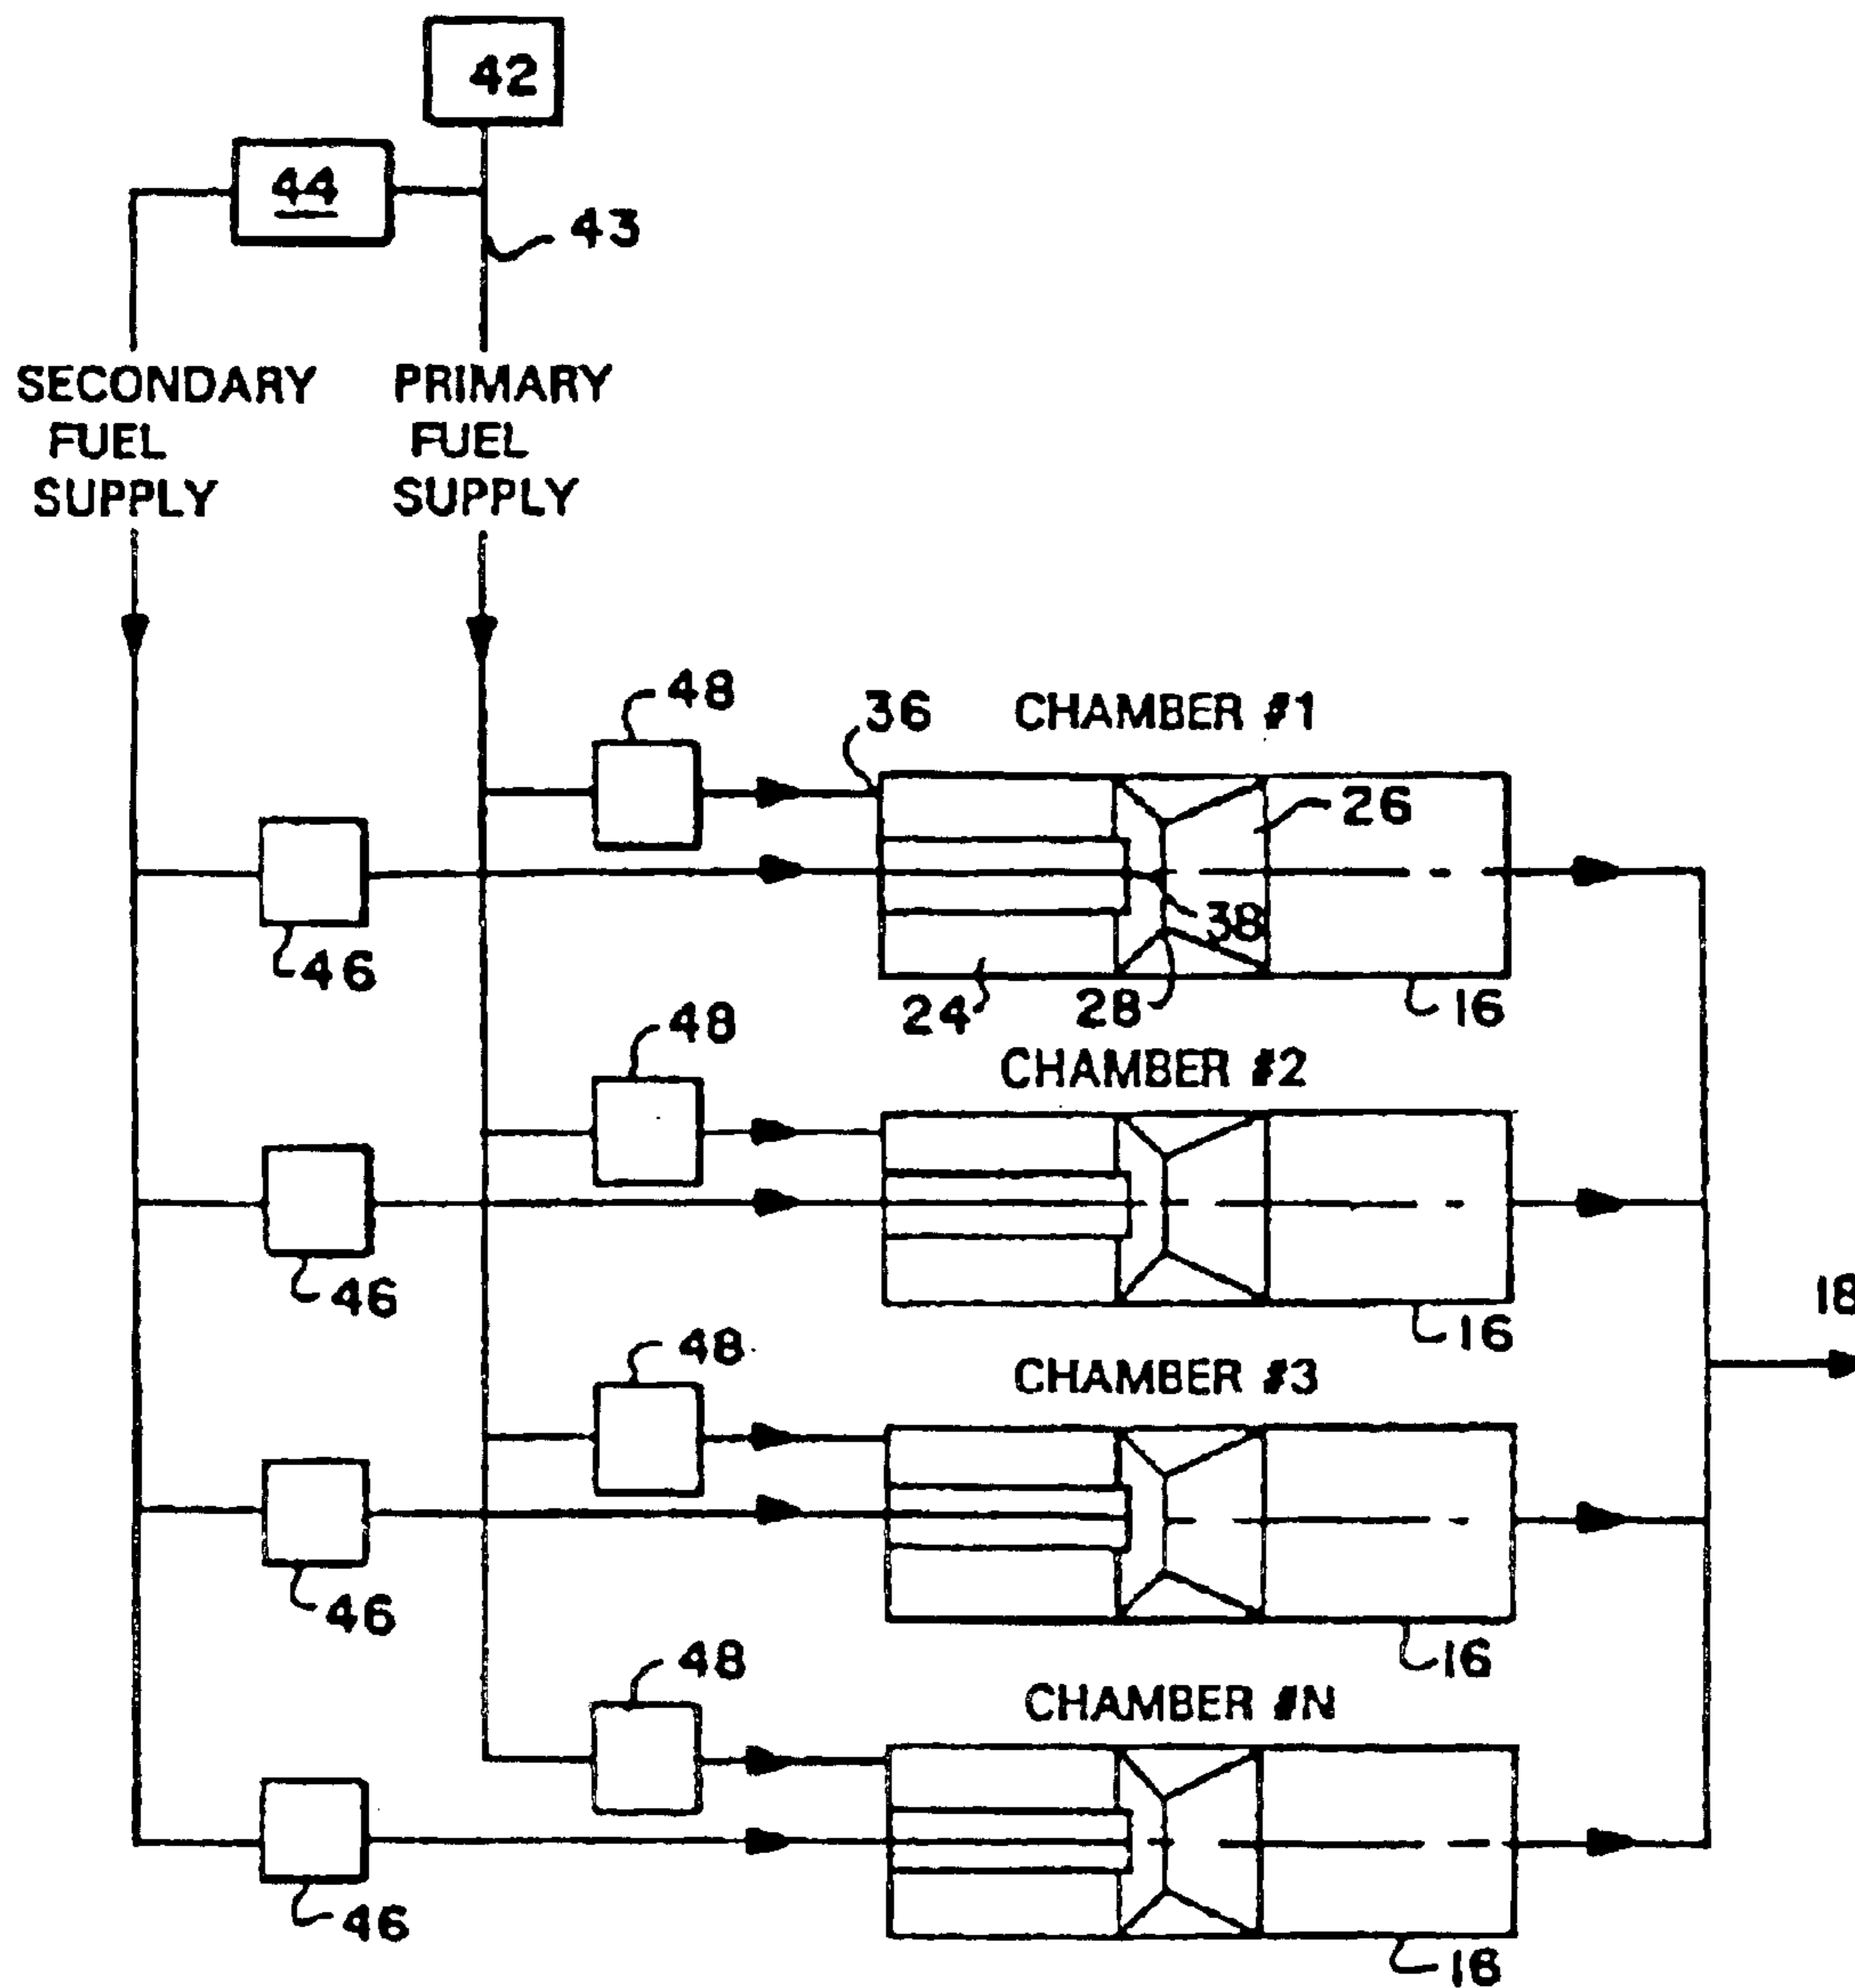 42
44
43
SECONDARY
FUEL
SUPPLY
PRIMARY
FUEL
SUPPLY
48
36
CHAMBER #1
26
38
46
24
28
16
48
CHAMBER #2
46
16
18
48
CHAMBER #3
46
16
48
CHAMBER #N
46
16